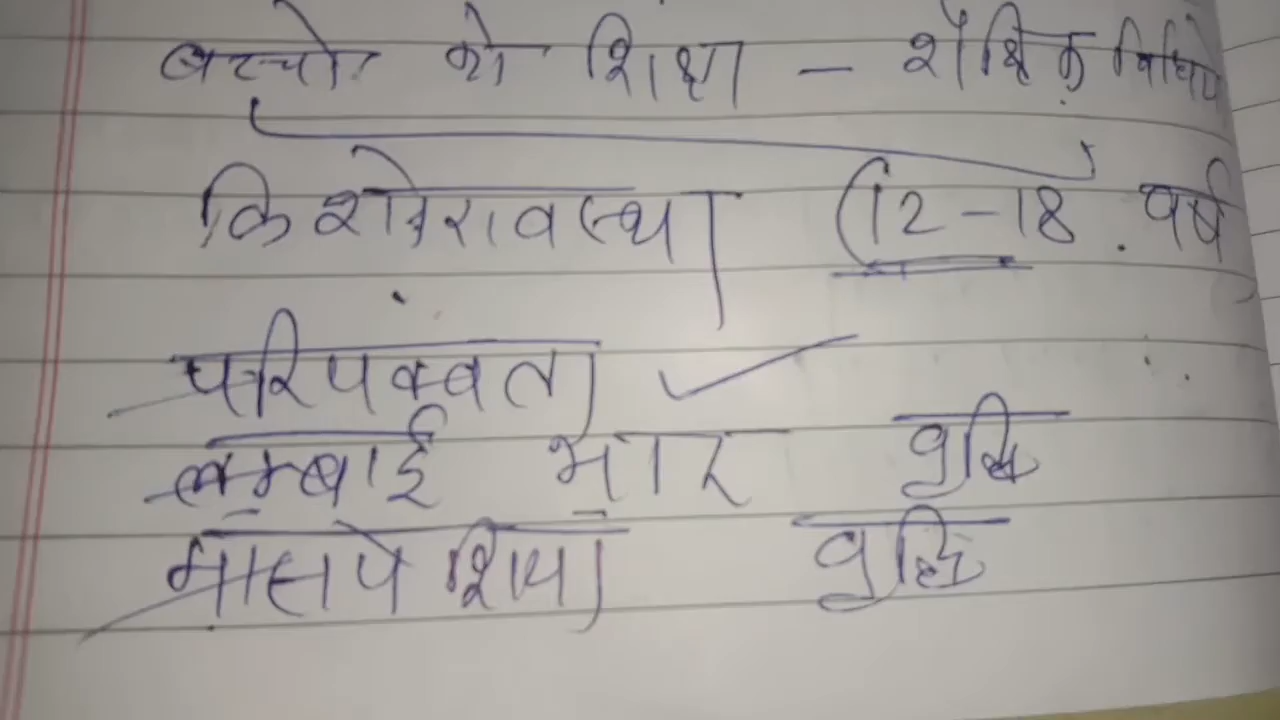 बच्चो को शिक्षा - शैक्षिक
किशोरावस्था (12-18 वर्ष
परिपक्वता
लम्बाई भार वृद्धि
मासपेशिया वृद्धि